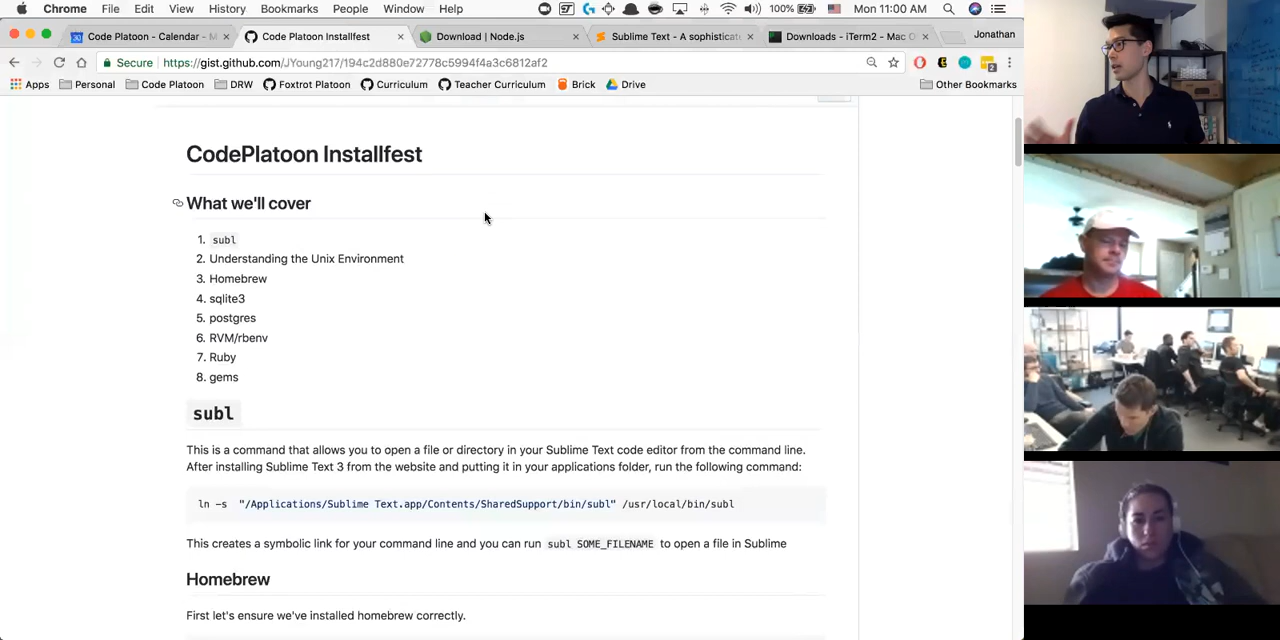 Chrome File Edit View History Bookmarks People Window Help 100% Mon 11:00 AM
Code Platoon - Calendar - M × CodePlatoon Installfest × Download | Node.js × Sublime Text - A sophisticat × Downloads - iTerm2 - Mac O × Jonathan
Secure https://gist.github.com/JYoung217/194c2d880e72778c5994f4a3c6812af2
Apps Personal Code Platoon DRW Foxtrot Platoon Curriculum Teacher Curriculum Brick Drive Other Bookmarks
CodePlatoon Installfest
What we'll cover
1. subl
2. Understanding the Unix Environment
3. Homebrew
4. sqlite3
5. postgres
6. RVM/rbenv
7. Ruby
8. gems
subl
This is a command that allows you to open a file or directory in your Sublime Text code editor from the command line.
After installing Sublime Text 3 from the website and putting it in your applications folder, run the following command:
ln -s "/Applications/Sublime Text.app/Contents/SharedSupport/bin/subl" /usr/local/bin/subl
This creates a symbolic link for your command line and you can run subl SOME_FILENAME to open a file in Sublime
Homebrew
First let's ensure we've installed homebrew correctly.